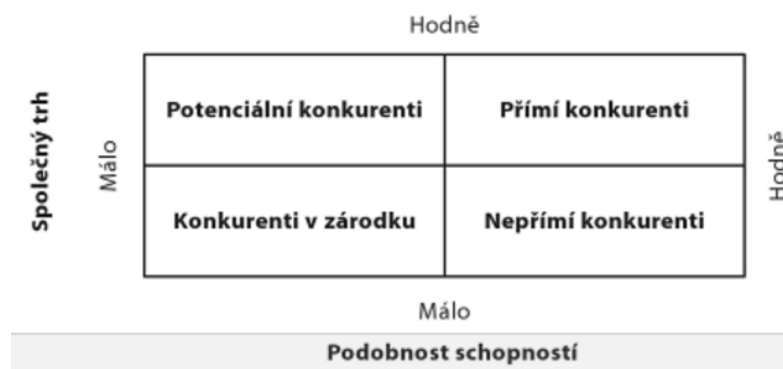 Hodně
Společný trh
Málo
Potenciální konkurenti
Přímí konkurenti
Hodně
Konkurenti v zárodku
Nepřímí konkurenti
Málo
Podobnost schopností